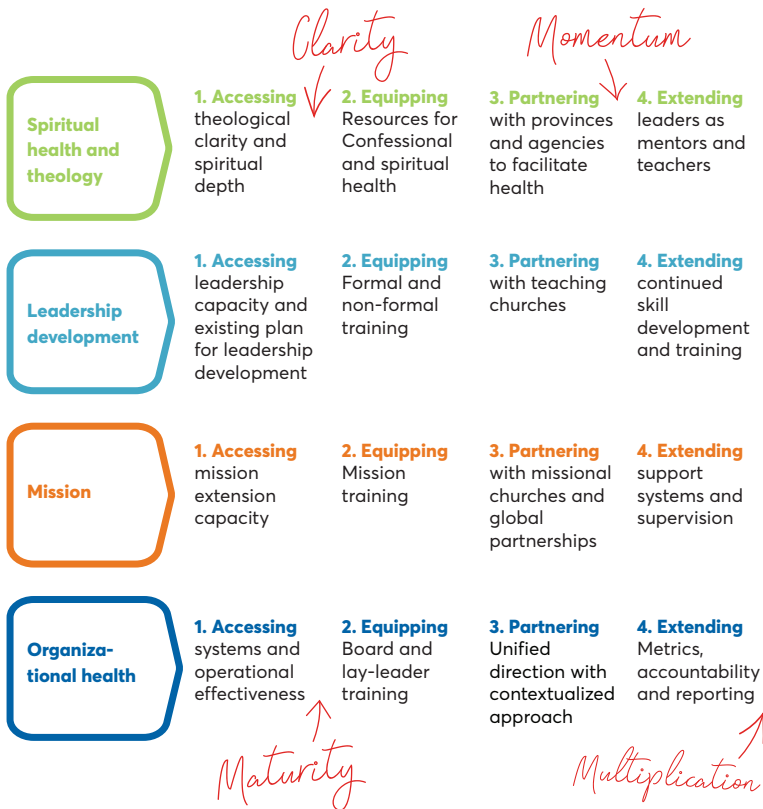 Clarity
Momentum
Spiritual
health and
theology
1. Accessing
theological
clarity and
spiritual
depth
2. Equipping
Resources for
Confessional
and spiritual
health
3. Partnering
with provinces
and agencies
to facilitate
health
4. Extending
leaders as
mentors and
teachers
Leadership
development
1. Accessing
leadership
capacity and
existing plan
for leadership
development
2. Equipping
Formal and
non-formal
training
3. Partnering
with teaching
churches
4. Extending
continued
skill
development
and training
Mission
1. Accessing
mission
extension
capacity
2. Equipping
Mission
training
3. Partnering
with missional
churches and
global
partnerships
4. Extending
support
systems and
supervision
Organiza-
tional health
1. Accessing
systems and
operational
effectiveness
2. Equipping
Board and
lay-leader
training
3. Partnering
Unified
direction with
contextualized
approach
4. Extending
Metrics,
accountability
and reporting
Maturity
Multiplication